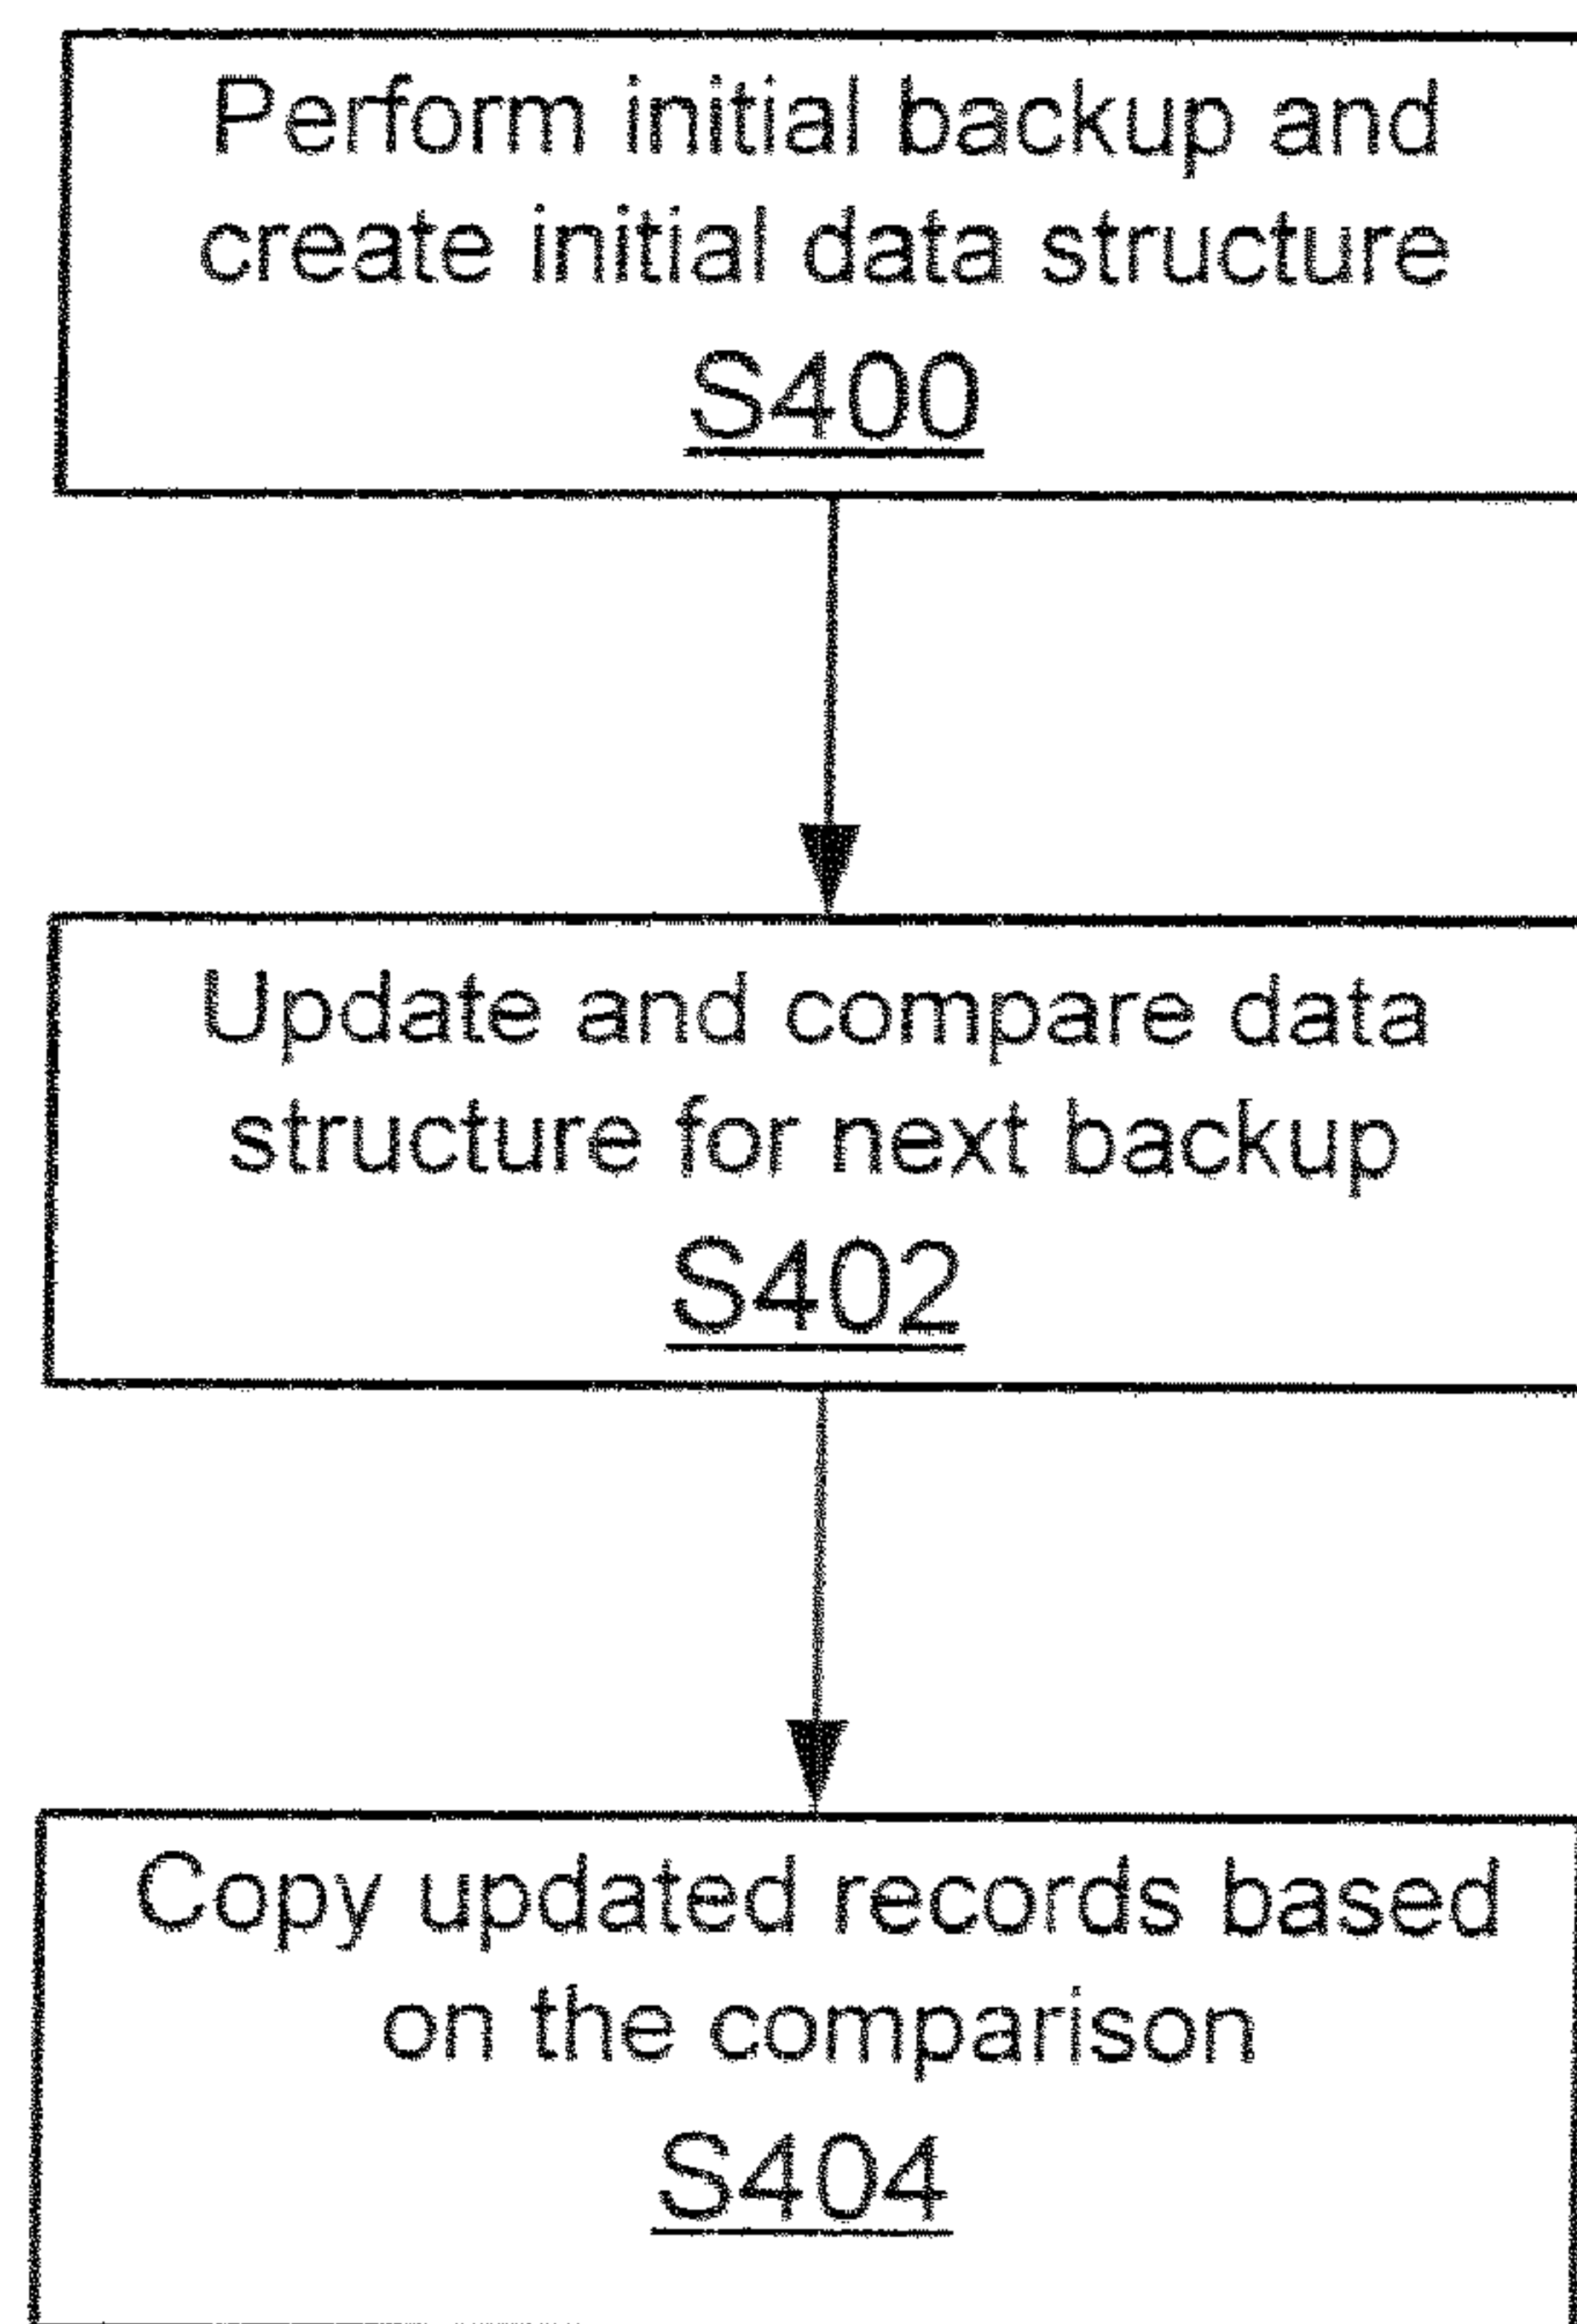 Perform initial backup and
create initial data structure
S400
Update and compare data
structure for next backup
S402
Copy updated records based
on the comparison
S404